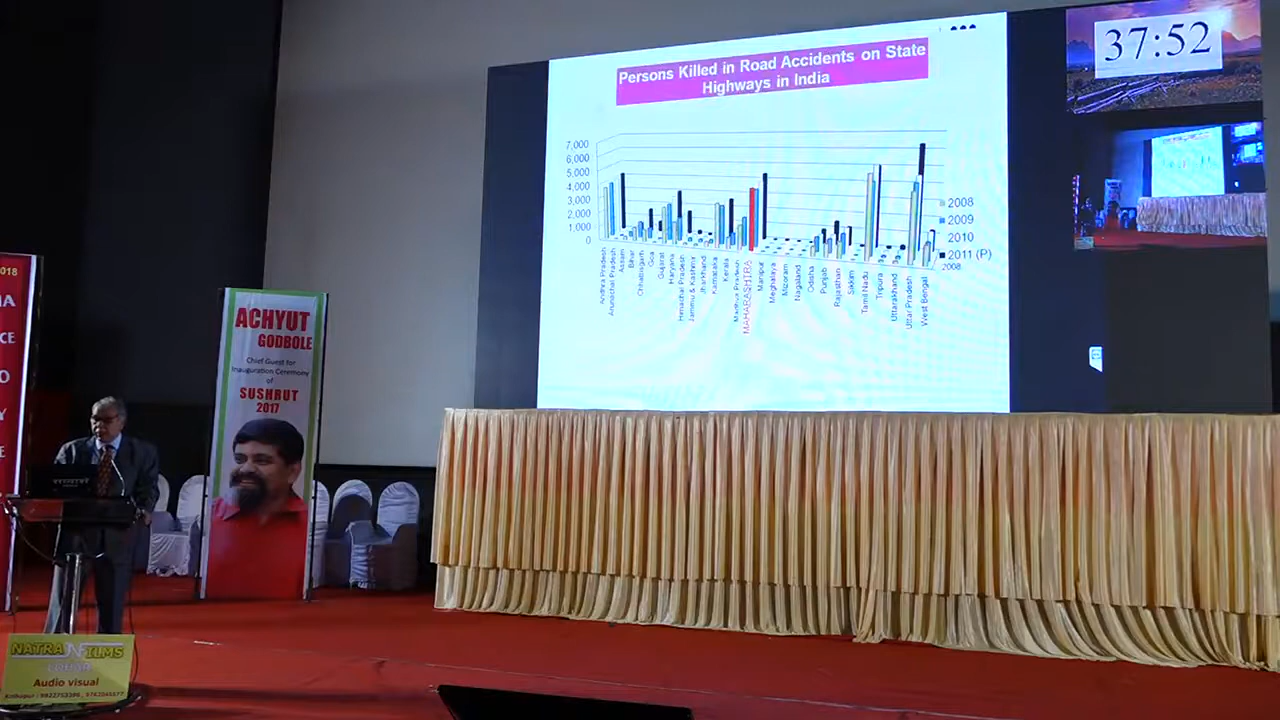 Persons Killed in Road Accidents on State
Highways in India
7,000
6,000
5,000
4,000
3,000
2,000
1,000
0
2008
2009
2010
2011 (P)
2008
Andhra Pradesh
Arunachal Pradesh
Assam
Bihar
Chhattisgarh
Goa
Gujarat
Haryana
Himachal Pradesh
Jammu & Kashmir
Jharkhand
Karnataka
Kerala
Madhya Pradesh
MAHARASHTRA
Manipur
Meghalaya
Mizoram
Nagaland
Odisha
Punjab
Rajasthan
Sikkim
Tamil Nadu
Tripura
Uttarakhand
Uttar Pradesh
West Bengal
37:52
2018
ACHYUT
GODBOLE
Chief Guest for
Inauguration Ceremony
of
SUSHRUT
2017
NATRAJ FILMS
Audio visual